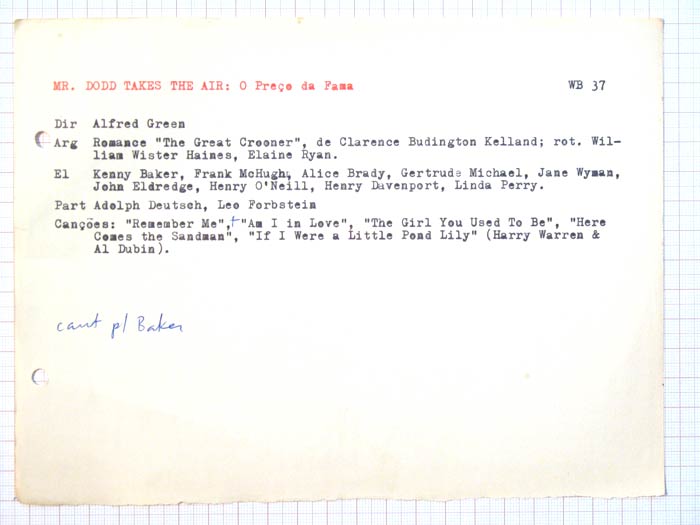 MR. DODD TAKES THE AIR: O Preço da Fama WB 37
Dir Alfred Green
Arg Romance "The Great Crooner", de Clarence Budington Kelland; rot. Wil-
lliam Wister Haines, Elaine Ryan.
El Kenny Baker, Frank McHugh, Alice Brady, Gertrude Michael, Jane Wyman,
John Eldredge, Henry O'Neill, Henry Davenport, Linda Perry.
Part Adolph Deutsch, Leo Forbstein
Canções: "Remember Me",+"Am I in Love", "The Girl You Used To Be", "Here
Comes the Sandman", "If I Were a Little Pond Lily" (Harry Warren &
Al Dubin).
cant p/ Baker